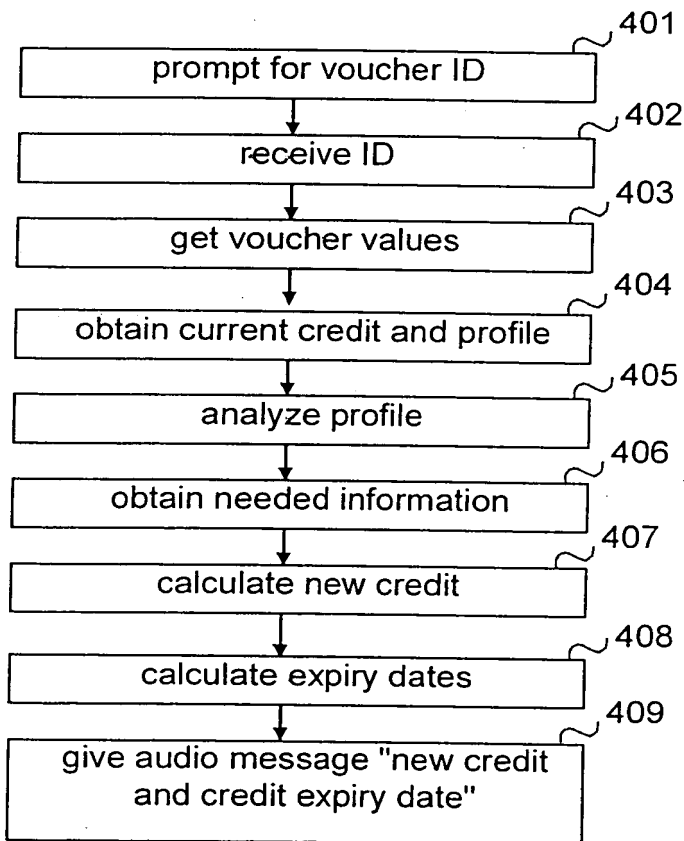 401
prompt for voucher ID
402
receive ID
403
get voucher values
404
obtain current credit and profile
405
analyze profile
406
obtain needed information
407
calculate new credit
408
calculate expiry dates
409
give audio message "new credit
and credit expiry date"